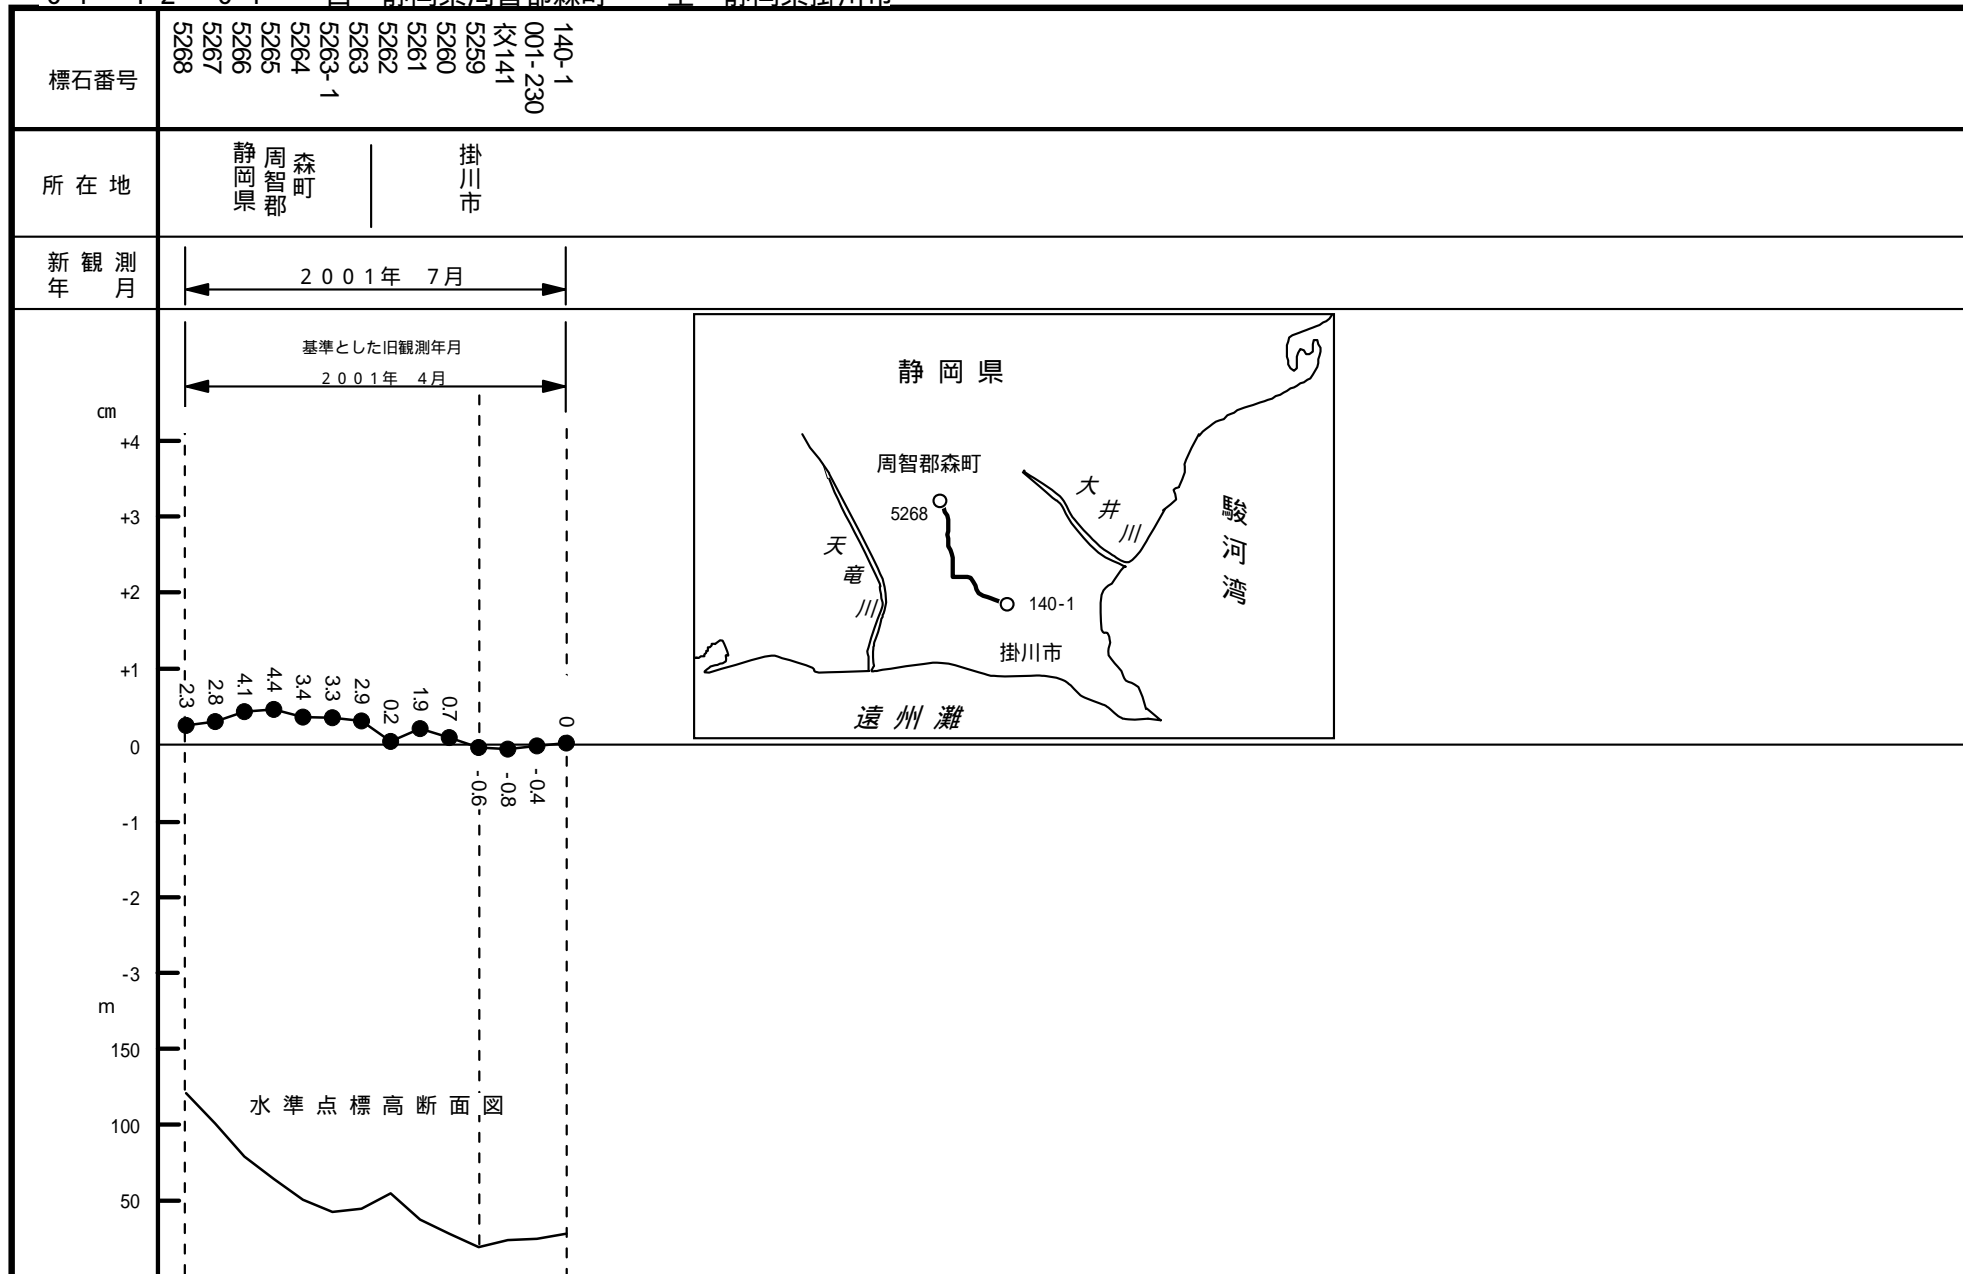 標石番号
5268
5267
5266
5265
5264
5263-1
5263
5262
5261
5260
5259
交141
001-230
140-1
所在地
静岡県
周智郡
森町
掛川市
新観測
年 月
2001年 7月
基準とした旧観測年月
2001年 4月
cm
+4
+3
+2
+1
0
-1
-2
-3
2.3
2.8
4.1
4.4
3.4
3.3
2.9
0.2
1.9
0.7
-0.6
-0.8
-0.4
0
m
150
100
50
水準点標高断面図
静岡県
周智郡森町
5268
140-1
掛川市
天竜川
大井川
駿河湾
遠州灘